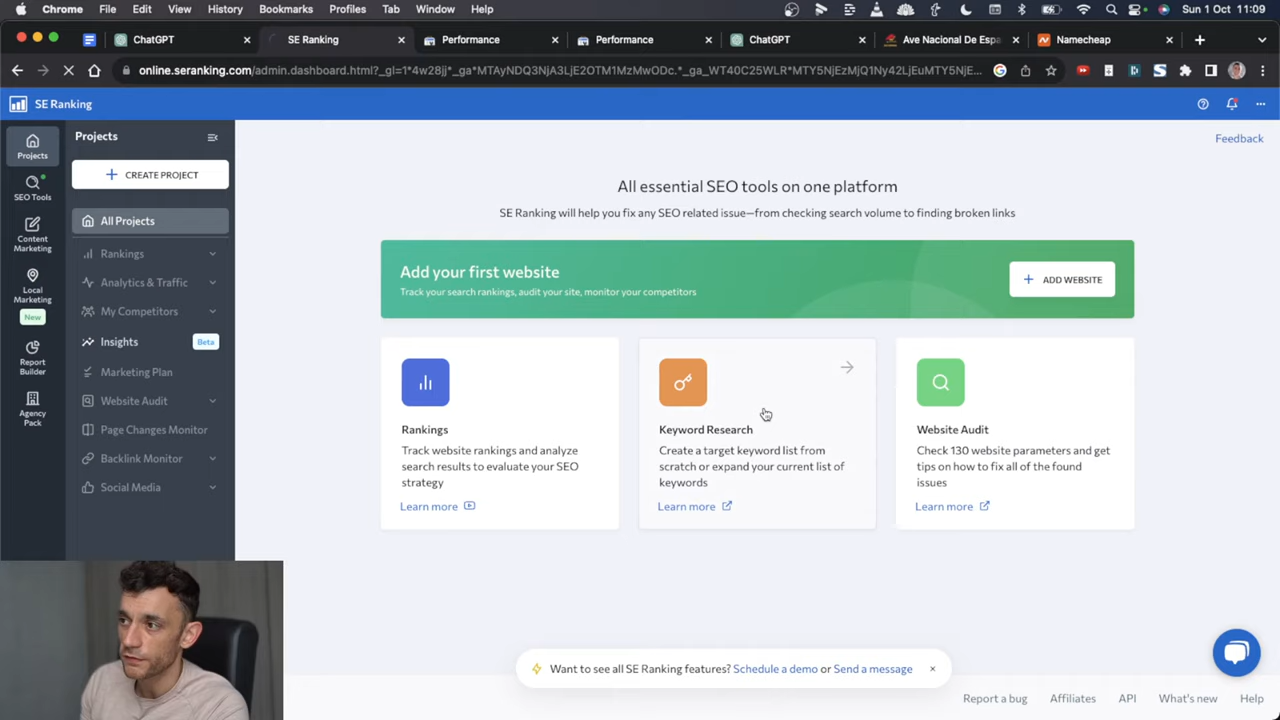 Chrome File Edit View History Bookmarks Profiles Tab Window Help Sun 1 Oct 11:09
ChatGPT SE Ranking Performance Performance ChatGPT Ave Nacional De Espa Namecheap
online.seranking.com/admin.dashboard.html?_gl=1*4w28jj*_ga*MTAyNDQ3NjA3LjE2OTM1MzMwODc.*_ga_WT40C25WLR*MTY5NjEzMjQ1Ny42LjEuMTY5NjE...
SE Ranking
Projects
SEO Tools
Content Marketing
Local Marketing
New
Report Builder
Agency Pack
Projects
CREATE PROJECT
All Projects
Rankings
Analytics & Traffic
My Competitors
Insights Beta
Marketing Plan
Website Audit
Page Changes Monitor
Backlink Monitor
Social Media
Feedback
All essential SEO tools on one platform
SE Ranking will help you fix any SEO related issue—from checking search volume to finding broken links
Add your first website
Track your search rankings, audit your site, monitor your competitors
ADD WEBSITE
Rankings
Track website rankings and analyze
search results to evaluate your SEO
strategy
Learn more
Keyword Research
Create a target keyword list from
scratch or expand your current list of
keywords
Learn more
Website Audit
Check 130 website parameters and get
tips on how to fix all of the found
issues
Learn more
Want to see all SE Ranking features? Schedule a demo or Send a message
Report a bug Affiliates API What's new Help